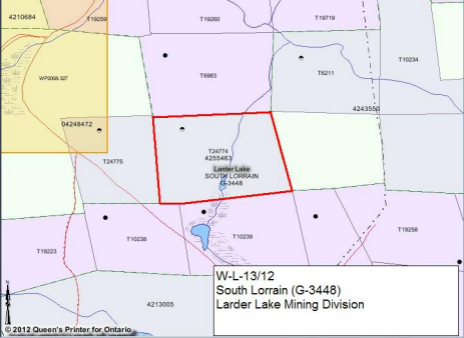 4210684
T19259
T19260
T19719
WP2008-327
T6983
T6211
T10234
4243550
04248472
T24774
4255463
Larder Lake
SOUTH LORRAIN
G-3448
T24775
T19223
T10238
T10239
T19258
4213005
W-L-13/12
South Lorrain (G-3448)
Larder Lake Mining Division
© 2012 Queen's Printer for Ontario